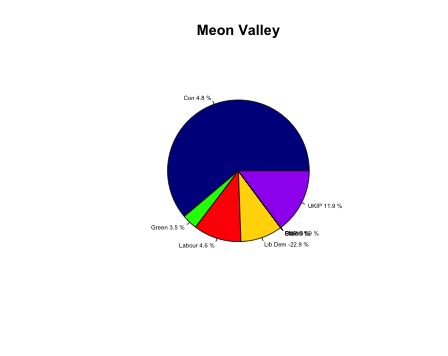 Meon Valley
Con 4.8 %
UKIP 11.9 %
Green 3.5 %
Labour 4.6 %
Lib Dem -22.9 %